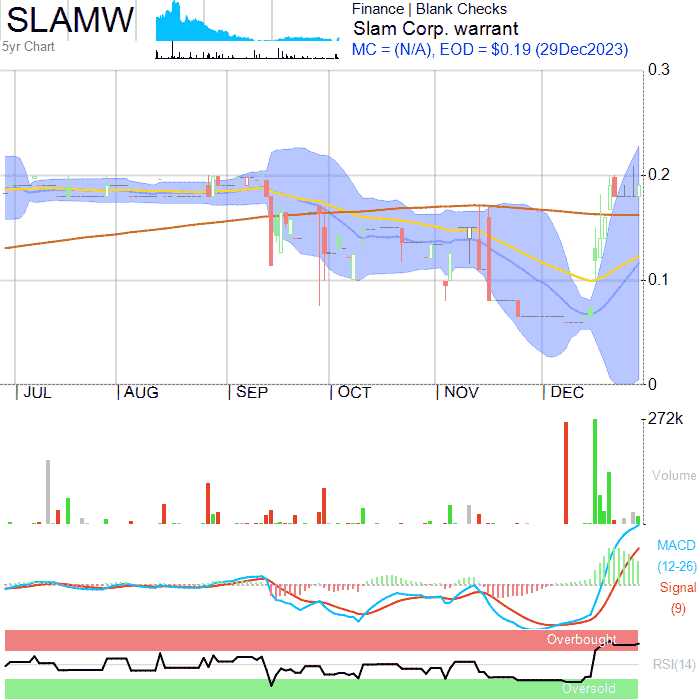 SLAMW
5yr Chart
Finance | Blank Checks
Slam Corp. warrant
MC = (N/A), EOD = $0.19 (29Dec2023)
0.3
0.2
0.1
0
JUL AUG SEP OCT NOV DEC
272k
Volume
MACD
(12-26)
Signal
(9)
Overbought
RSI(14)
Oversold